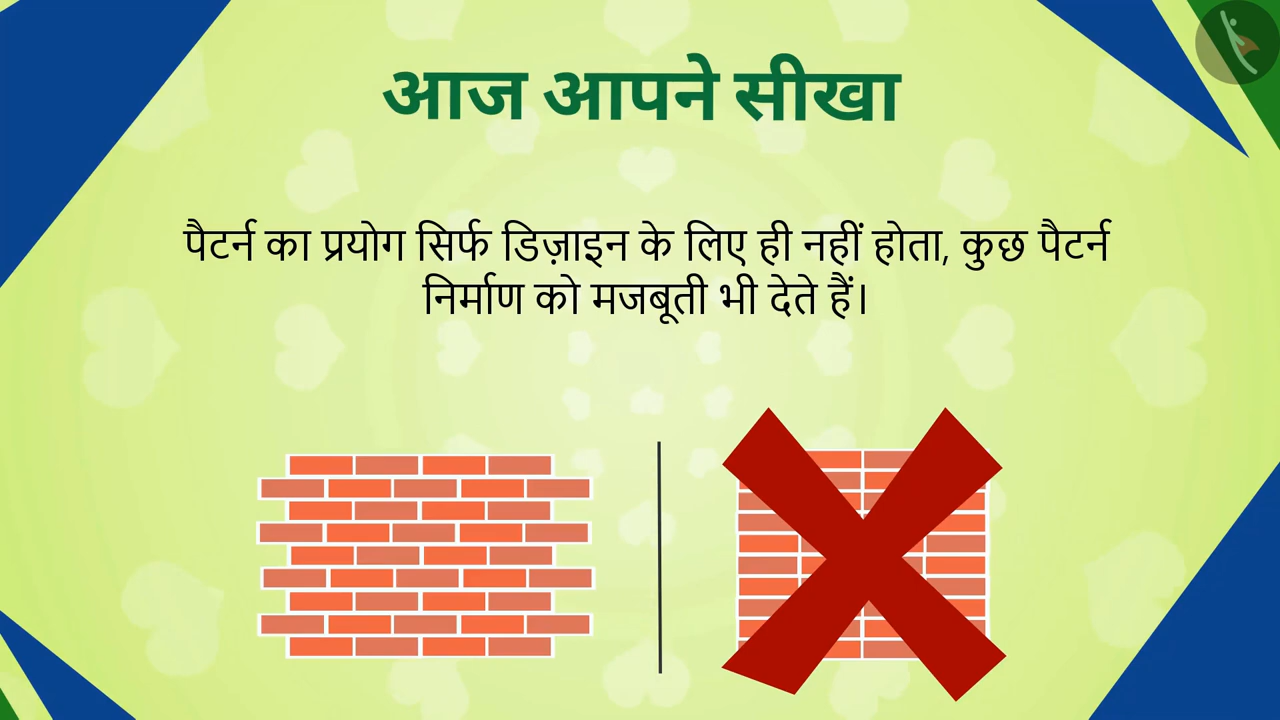 आज आपने सीखा
पैटर्न का प्रयोग सिर्फ डिज़ाइन के लिए ही नहीं होता, कुछ पैटर्न
निर्माण को मजबूती भी देते हैं।